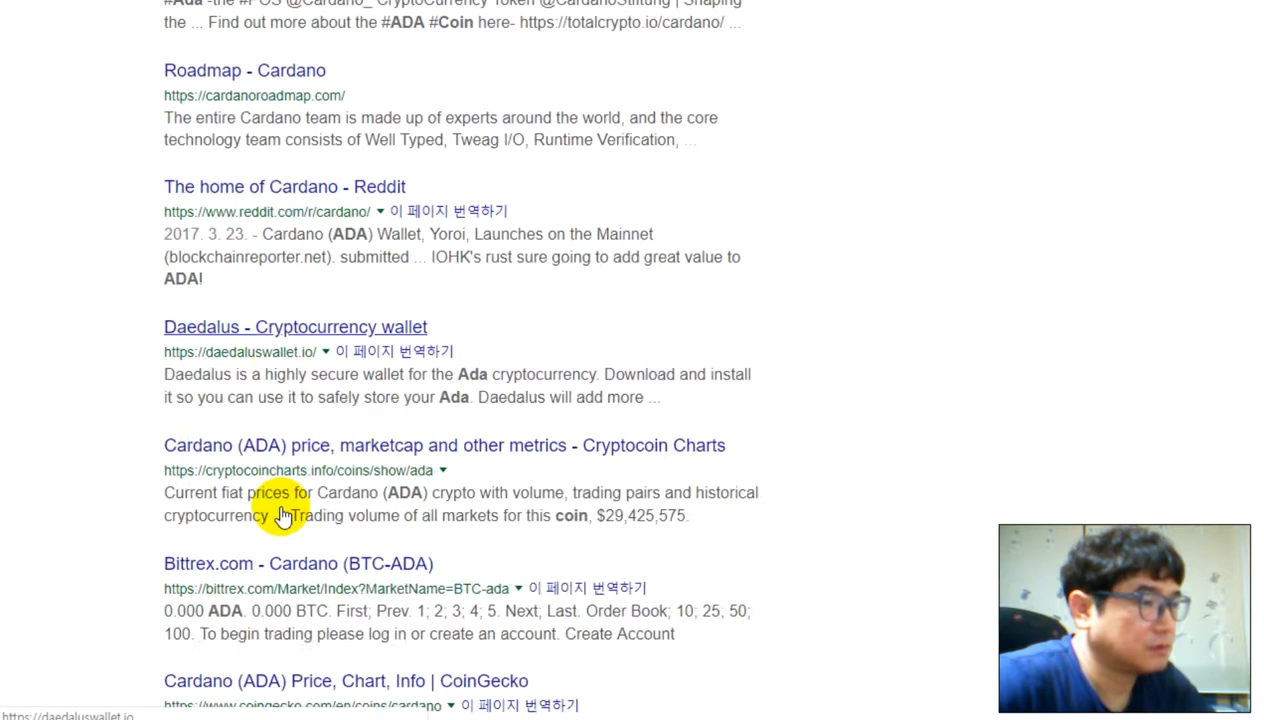 #Ada -the #POS @Cardano_ CryptoCurrency Token @CardanoStiftung | Shaping
the ... Find out more about the #ADA #Coin here- https://totalcrypto.io/cardano/ ...
Roadmap - Cardano
https://cardanoroadmap.com/
The entire Cardano team is made up of experts around the world, and the core
technology team consists of Well Typed, Tweag I/O, Runtime Verification, ...
The home of Cardano - Reddit
https://www.reddit.com/r/cardano/ 이 페이지 번역하기
2017. 3. 23. - Cardano (ADA) Wallet, Yoroi, Launches on the Mainnet
(blockchainreporter.net). submitted ... IOHK's rust sure going to add great value to
ADA!
Daedalus - Cryptocurrency wallet
https://daedaluswallet.io/ 이 페이지 번역하기
Daedalus is a highly secure wallet for the Ada cryptocurrency. Download and install
it so you can use it to safely store your Ada. Daedalus will add more ...
Cardano (ADA) price, marketcap and other metrics - Cryptocoin Charts
https://cryptocoincharts.info/coins/show/ada
Current fiat prices for Cardano (ADA) crypto with volume, trading pairs and historical
cryptocurrency Trading volume of all markets for this coin, $29,425,575.
Bittrex.com - Cardano (BTC-ADA)
https://bittrex.com/Market/Index?MarketName=BTC-ada 이 페이지 번역하기
0.000 ADA. 0.000 BTC. First; Prev. 1; 2; 3; 4; 5. Next; Last. Order Book; 10; 25; 50;
100. To begin trading please log in or create an account. Create Account
Cardano (ADA) Price, Chart, Info | CoinGecko
https://www.coingecko.com/en/coins/cardano 이 페이지 번역하기
https://daedaluswallet.io